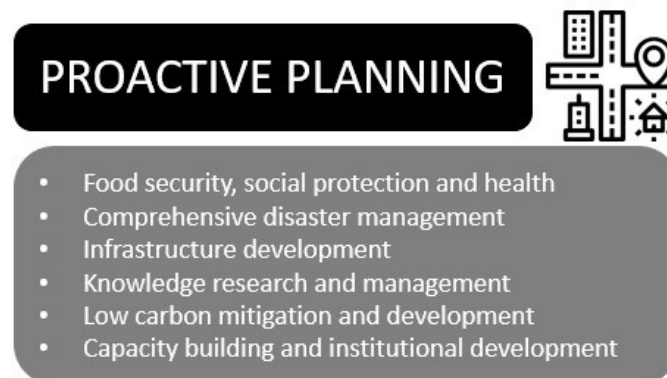 PROACTIVE PLANNING
• Food security, social protection and health
• Comprehensive disaster management
• Infrastructure development
• Knowledge research and management
• Low carbon mitigation and development
• Capacity building and institutional development